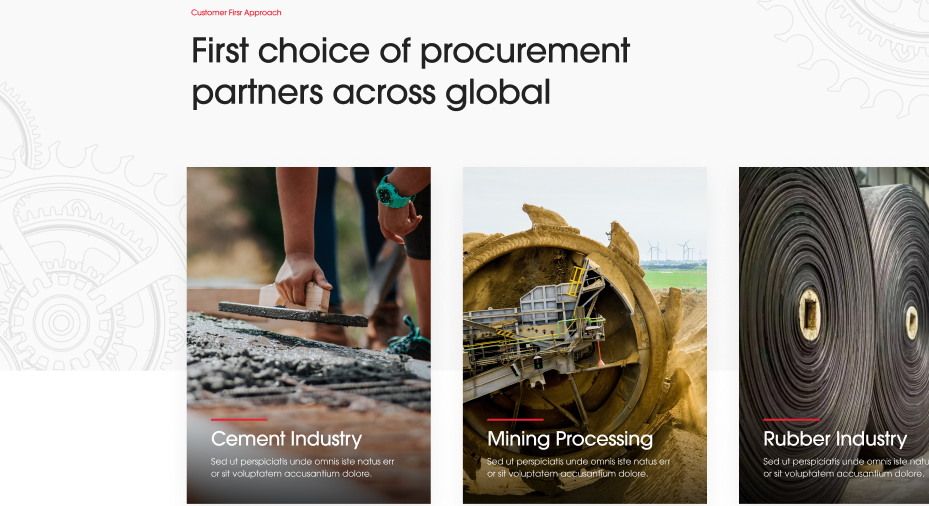 Customer Firsr Approach
First choice of procurement
partners across global
Cement Industry
Sed ut perspiciatis unde omnis iste natus err
or sit voluptatem accusantium dolore.
Mining Processing
Sed ut perspiciatis unde omnis iste natus err
or sit voluptatem accusantium dolore.
Rubber Industry
Sed ut perspiciatis unde omnis iste natu
or sit voluptatem accusantium dolore.